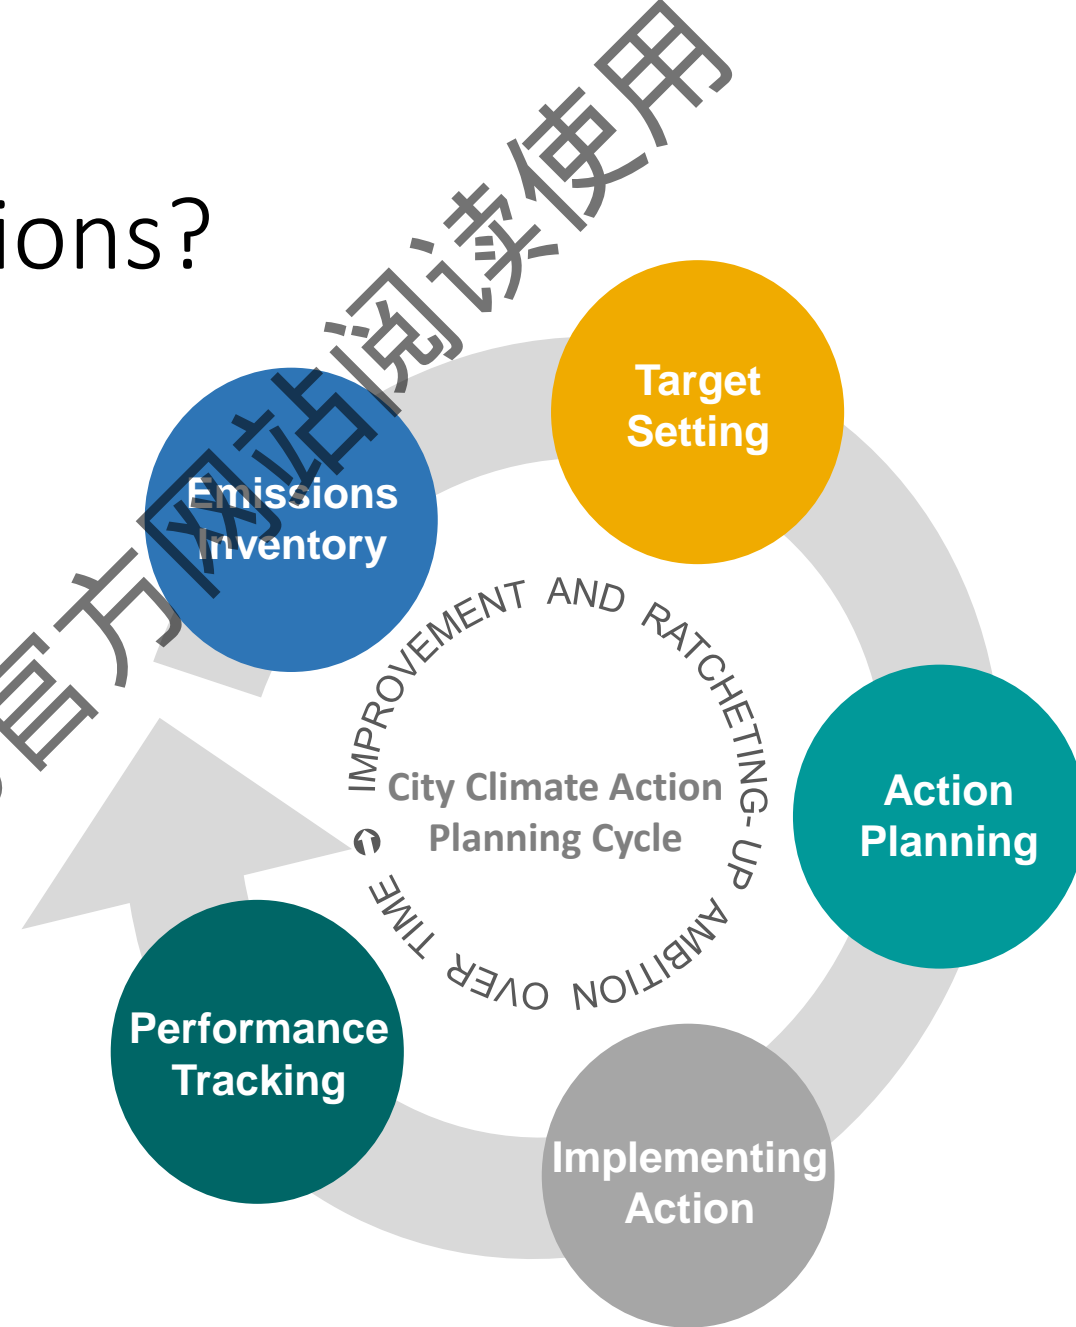 ions?
官方网站阅读使用
Target
Setting
Emissions
Inventory
IMPROVEMENT AND RATCHETING-UP AMBITION OVER TIME
City Climate Action
Planning Cycle
Action
Planning
Performance
Tracking
Implementing
Action